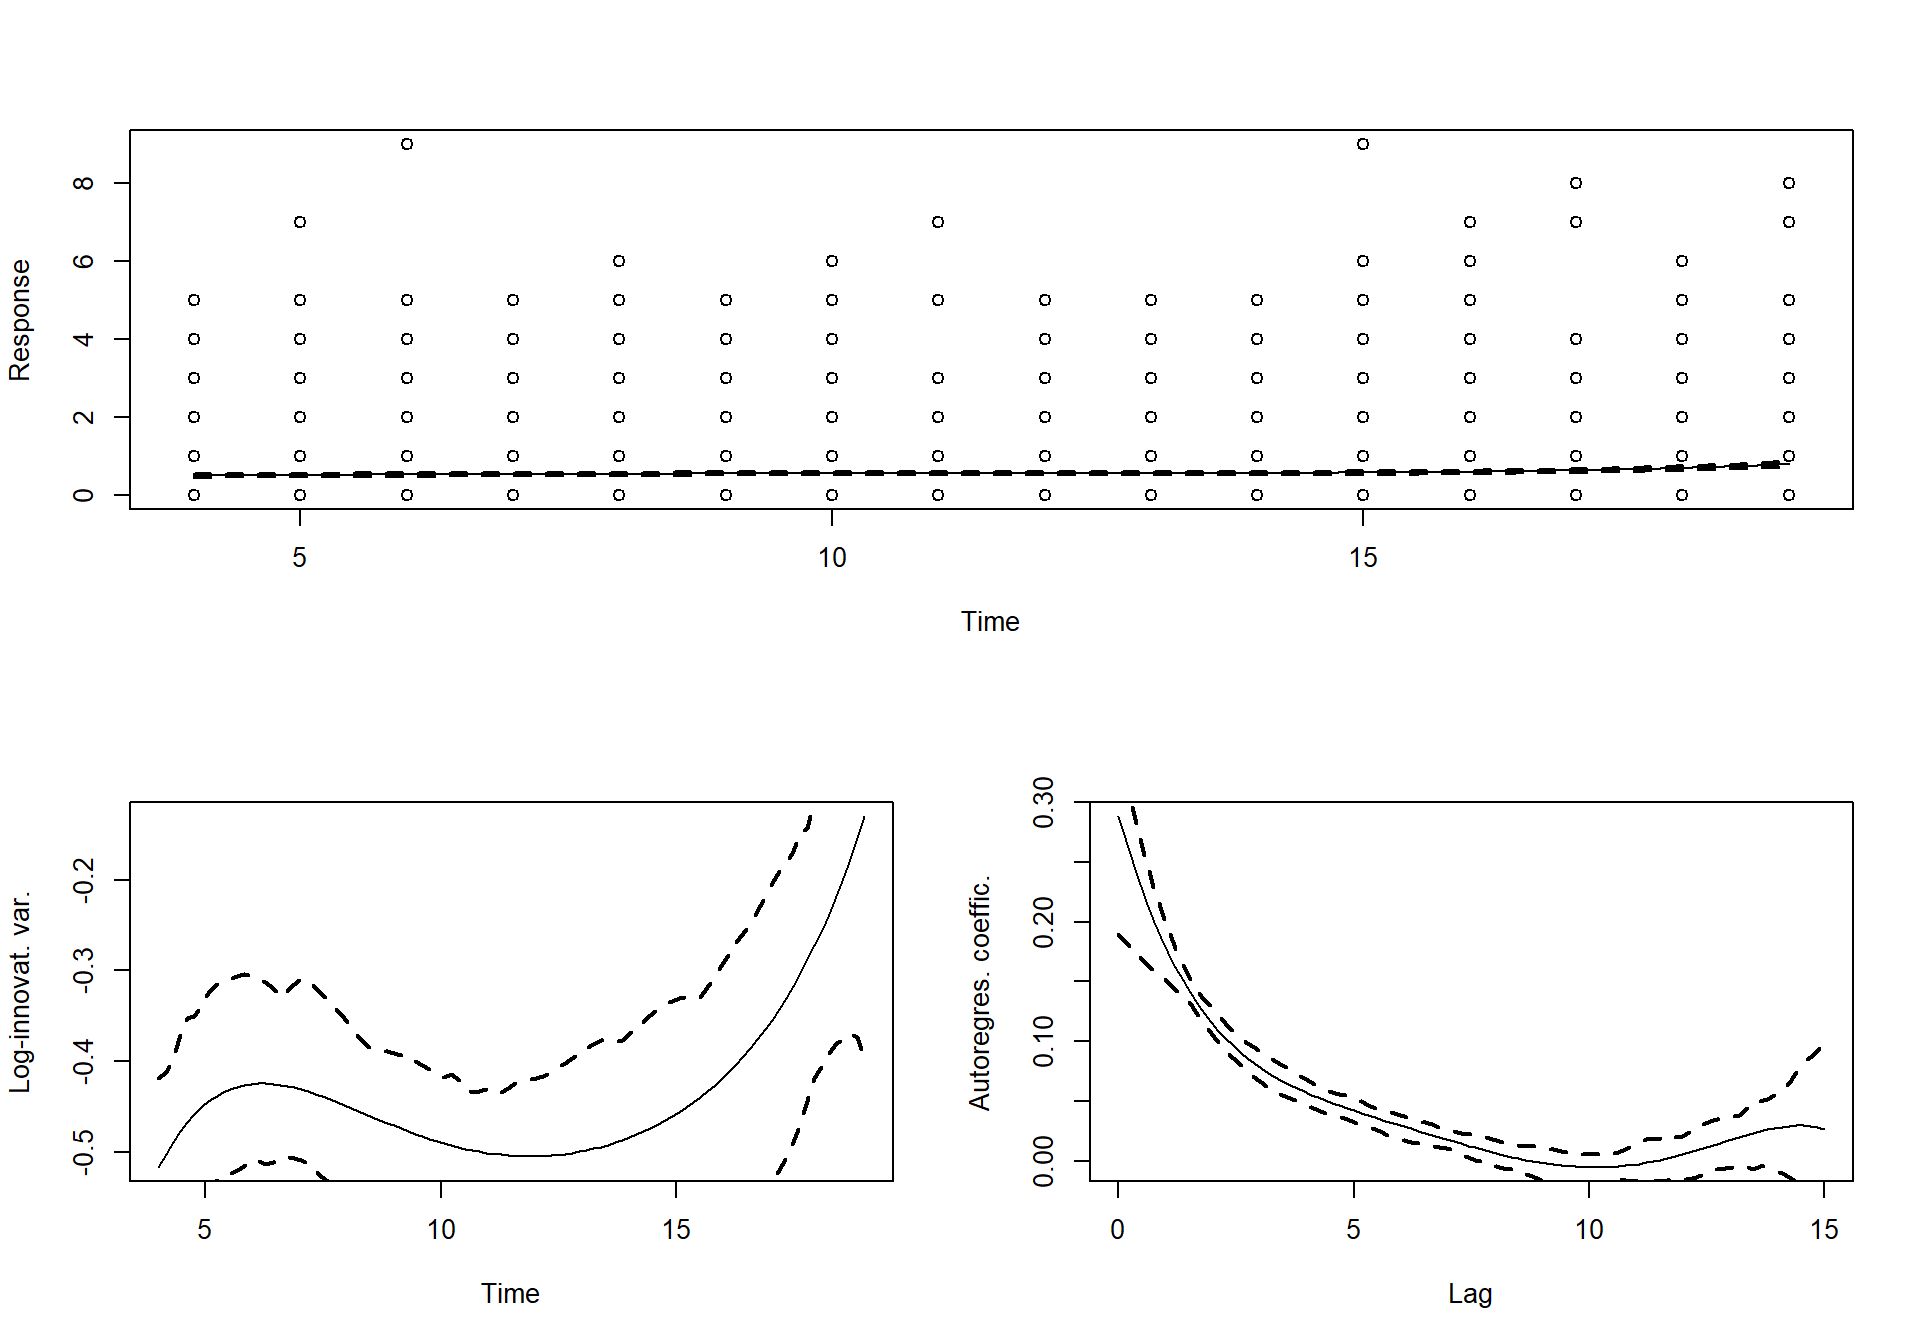 Response
0 2 4 6 8
5 10 15
Time
Log-innovat. var.
-0.5 -0.4 -0.3 -0.2
5 10 15
Time
Autoregres. coeffic.
0.00 0.10 0.20 0.30
0 5 10 15
Lag